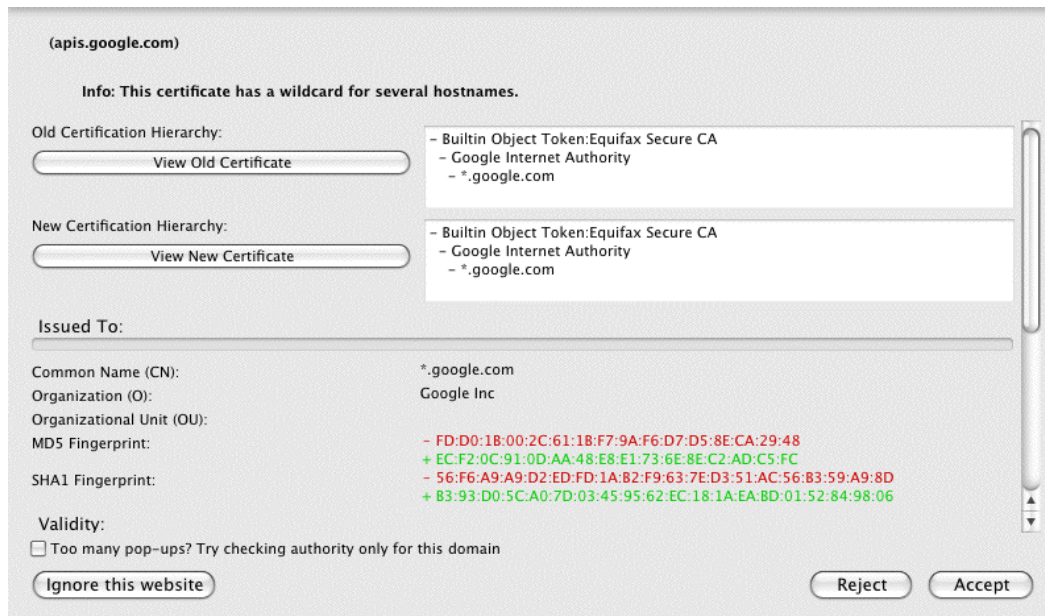 (apis.google.com)
Info: This certificate has a wildcard for several hostnames.
Old Certification Hierarchy:
View Old Certificate
- Builtin Object Token:Equifax Secure CA
- Google Internet Authority
- *.google.com
New Certification Hierarchy:
View New Certificate
- Builtin Object Token:Equifax Secure CA
- Google Internet Authority
- *.google.com
Issued To:
Common Name (CN): *.google.com
Organization (O): Google Inc
Organizational Unit (OU):
MD5 Fingerprint: - FD:D0:1B:00:2C:61:1B:F7:9A:F6:D7:D5:8E:CA:29:48
+ EC:F2:0C:91:0D:AA:48:E8:E1:73:6E:8E:C2:AD:C5:FC
SHA1 Fingerprint: - 56:F6:A9:A9:D2:ED:FD:1A:B2:F9:63:7E:D3:51:AC:56:B3:59:A9:8D
+ B3:93:D0:5C:A0:7D:03:45:95:62:EC:18:1A:EA:BD:01:52:84:98:06
Validity:
Too many pop-ups? Try checking authority only for this domain
Ignore this website
Reject
Accept